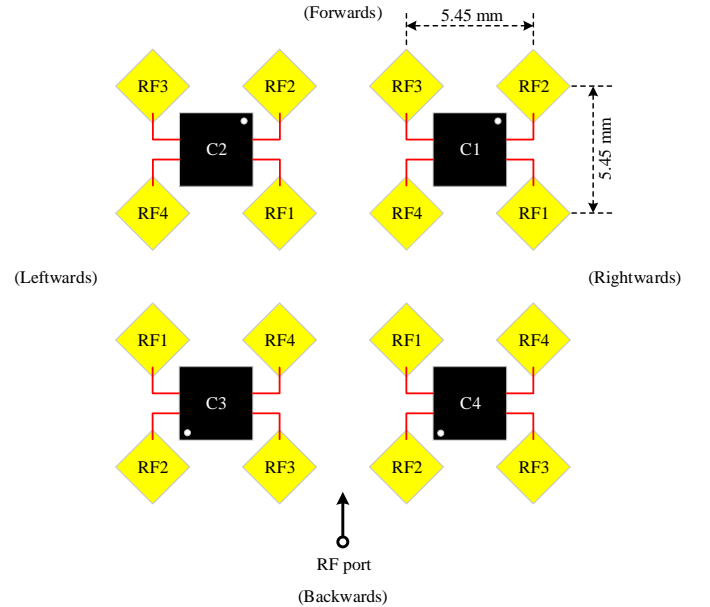 (Forwards)
5.45 mm
RF3 RF2 RF3 RF2
C2 C1
5.45 mm
RF4 RF1 RF4 RF1
(Leftwards) (Rightwards)
RF1 RF4 RF1 RF4
C3 C4
RF2 RF3 RF2 RF3
RF port
(Backwards)